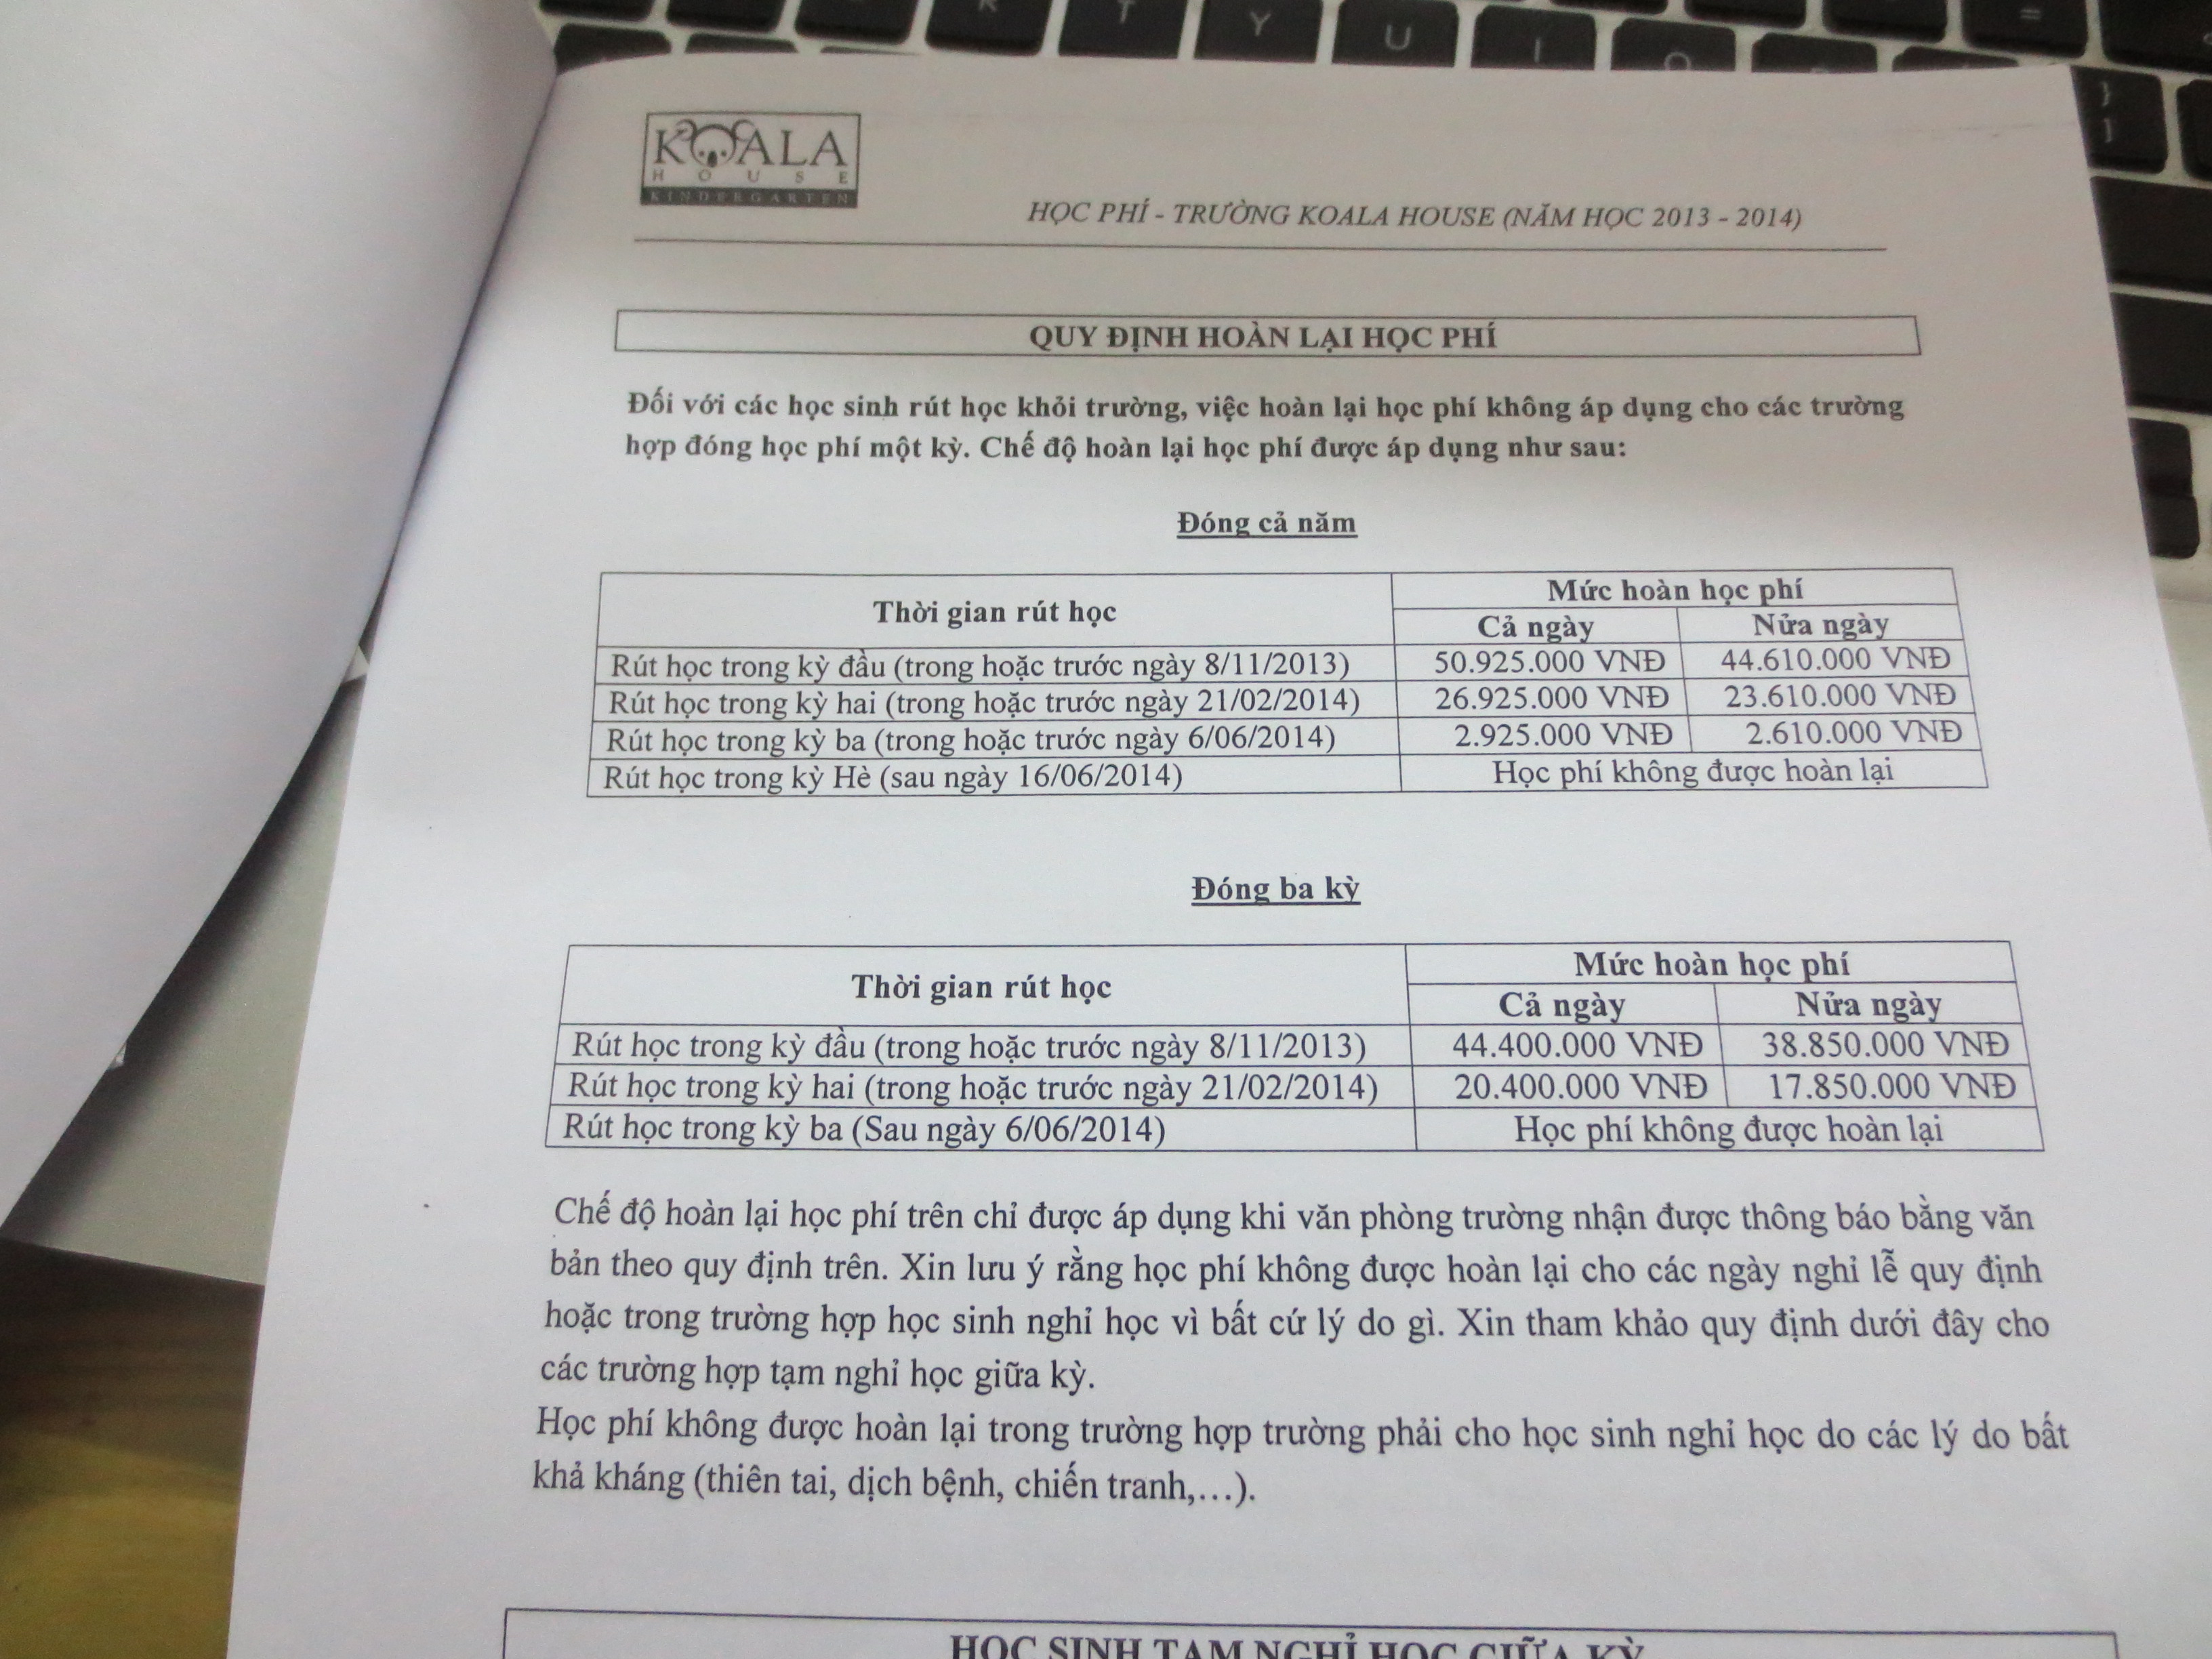 K T Y U I O =
} ]
KOALA
HOUSE
KINDERGARTEN
HỌC PHÍ - TRƯỜNG KOALA HOUSE (NĂM HỌC 2013 - 2014)
QUY ĐỊNH HOÀN LẠI HỌC PHÍ
Đối với các học sinh rút học khỏi trường, việc hoàn lại học phí không áp dụng cho các trường
hợp đóng học phí một kỳ. Chế độ hoàn lại học phí được áp dụng như sau:
Đóng cả năm
Thời gian rút học Mức hoàn học phí
Cả ngày Nửa ngày
Rút học trong kỳ đầu (trong hoặc trước ngày 8/11/2013) 50.925.000 VNĐ 44.610.000 VNĐ
Rút học trong kỳ hai (trong hoặc trước ngày 21/02/2014) 26.925.000 VNĐ 23.610.000 VNĐ
Rút học trong kỳ ba (trong hoặc trước ngày 6/06/2014) 2.925.000 VNĐ 2.610.000 VNĐ
Rút học trong kỳ Hè (sau ngày 16/06/2014) Học phí không được hoàn lại
Đóng ba kỳ
Thời gian rút học Mức hoàn học phí
Cả ngày Nửa ngày
Rút học trong kỳ đầu (trong hoặc trước ngày 8/11/2013) 44.400.000 VNĐ 38.850.000 VNĐ
Rút học trong kỳ hai (trong hoặc trước ngày 21/02/2014) 20.400.000 VNĐ 17.850.000 VNĐ
Rút học trong kỳ ba (Sau ngày 6/06/2014) Học phí không được hoàn lại
Chế độ hoàn lại học phí trên chỉ được áp dụng khi văn phòng trường nhận được thông báo bằng văn
bản theo quy định trên. Xin lưu ý rằng học phí không được hoàn lại cho các ngày nghỉ lễ quy định
hoặc trong trường hợp học sinh nghỉ học vì bất cứ lý do gì. Xin tham khảo quy định dưới đây cho
các trường hợp tạm nghỉ học giữa kỳ.
Học phí không được hoàn lại trong trường hợp trường phải cho học sinh nghỉ học do các lý do bất
khả kháng (thiên tai, dịch bệnh, chiến tranh,...).
HỌC SINH TẠM NGHỈ HỌC GIỮA KỲ